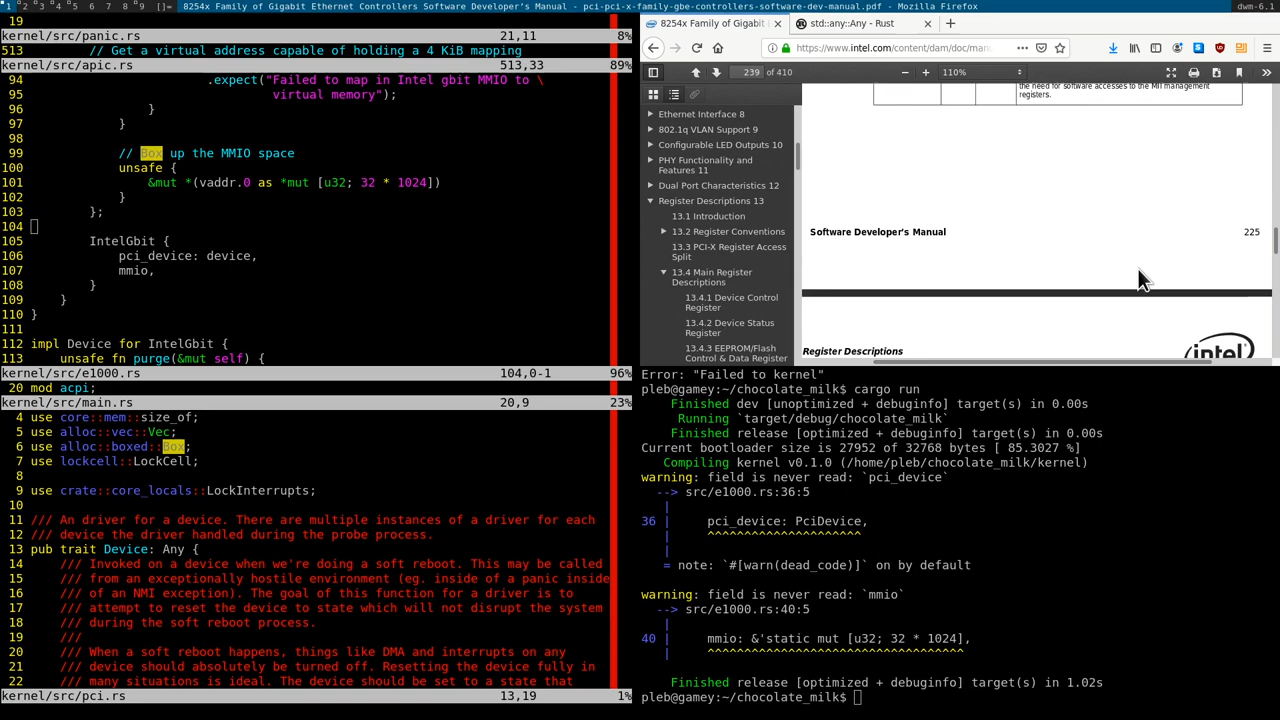 1 2 3 4 5 6 7 8 9 []= 8254x Family of Gigabit Ethernet Controllers Software Developer's Manual - pci-pci-x-family-gbe-controllers-software-dev-manual.pdf - Mozilla Firefox dwm-6.1
19
kernel/src/panic.rs 21,11 8%
513 // Get a virtual address capable of holding a 4 KiB mapping
kernel/src/apic.rs 513,33 89%
94 .expect("Failed to map in Intel gbit MMIO to \
95 virtual memory");
96 }
97 }
98
99 // Box up the MMIO space
100 unsafe {
101 &mut *(vaddr.0 as *mut [u32; 32 * 1024])
102 }
103 };
104
105 IntelGbit {
106 pci_device: device,
107 mmio,
108 }
109 }
110 }
111
112 impl Device for IntelGbit {
113 unsafe fn purge(&mut self) {
kernel/src/e1000.rs 104,0-1 96%
20 mod acpi;
kernel/src/main.rs 20,9 23%
4 use core::mem::size_of;
5 use alloc::vec::Vec;
6 use alloc::boxed::Box;
7 use lockcell::LockCell;
8
9 use crate::core_locals::LockInterrupts;
10
11 /// An driver for a device. There are multiple instances of a driver for each
12 /// device the driver handled during the probe process.
13 pub trait Device: Any {
14 /// Invoked on a device when we're doing a soft reboot. This may be called
15 /// from an exceptionally hostile environment (eg. inside of a panic inside
16 /// of an NMI exception). The goal of this function for a driver is to
17 /// attempt to reset the device to state which will not disrupt the system
18 /// during the soft reboot process.
19 ///
20 /// When a soft reboot happens, things like DMA and interrupts on any
21 /// device should absolutely be turned off. Resetting the device fully in
22 /// many situations is ideal. The device should be set to a state that
kernel/src/pci.rs 13,19 1%
8254x Family of Gigabit
std::any::Any - Rust
https://www.intel.com/content/dam/doc/manu
239 of 410
110%
Ethernet Interface 8
802.1q VLAN Support 9
Configurable LED Outputs 10
PHY Functionality and
Features 11
Dual Port Characteristics 12
Register Descriptions 13
13.1 Introduction
13.2 Register Conventions
13.3 PCI-X Register Access
Split
13.4 Main Register
Descriptions
13.4.1 Device Control
Register
13.4.2 Device Status
Register
13.4.3 EEPROM/Flash
Control & Data Register
the need for software accesses to the MII management
registers.
Software Developer's Manual 225
Register Descriptions
intel
Error: "Failed to kernel"
pleb@gamey:~/chocolate_milk$ cargo run
Finished dev [unoptimized + debuginfo] target(s) in 0.00s
Running `target/debug/chocolate_milk`
Finished release [optimized + debuginfo] target(s) in 0.00s
Current bootloader size is 27952 of 32768 bytes [ 85.3027 %]
Compiling kernel v0.1.0 (/home/pleb/chocolate_milk/kernel)
warning: field is never read: `pci_device`
--> src/e1000.rs:36:5
|
36 | pci_device: PciDevice,
| ^^^^^^^^^^^^^^^^^^^^^
|
= note: `#[warn(dead_code)]` on by default
warning: field is never read: `mmio`
--> src/e1000.rs:40:5
|
40 | mmio: &'static mut [u32; 32 * 1024],
| ^^^^^^^^^^^^^^^^^^^^^^^^^^^^^^^^^^^
Finished release [optimized + debuginfo] target(s) in 1.02s
pleb@gamey:~/chocolate_milk$